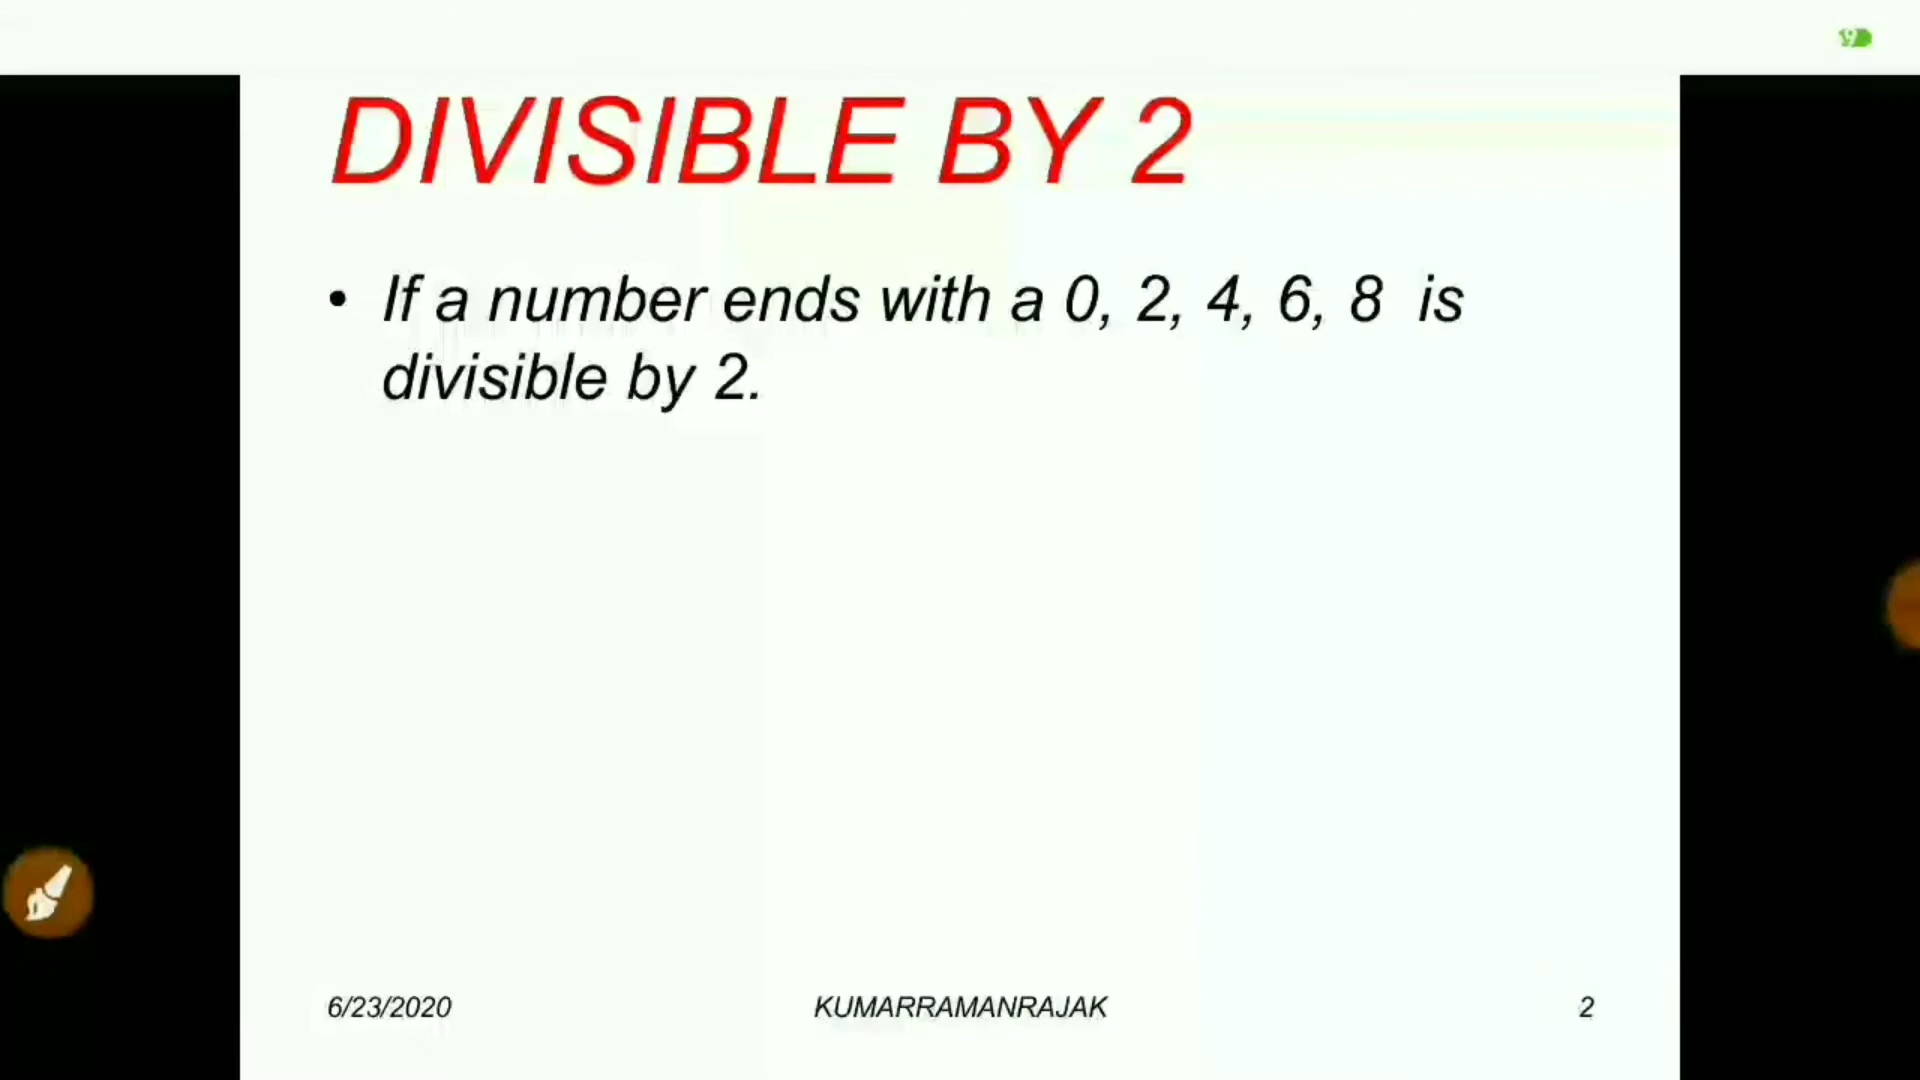 DIVISIBLE BY 2
• If a number ends with a 0, 2, 4, 6, 8 is
divisible by 2.
6/23/2020 KUMARRAMANRAJAK 2